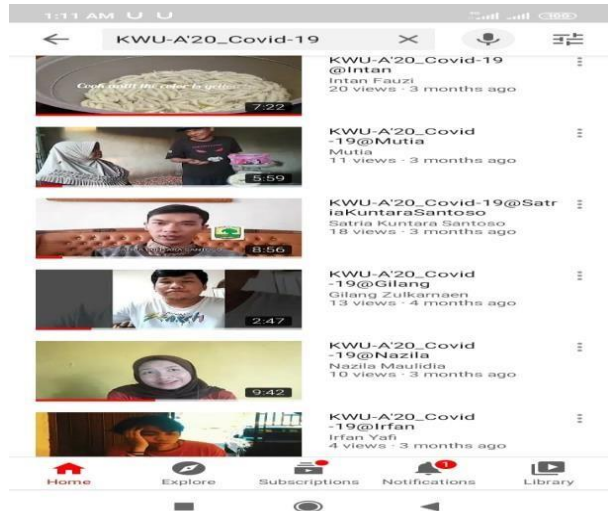 1:11 AM
KWU-A'20_Covid-19
KWU-A'20_Covid-19
@Intan
Intan Fauzi
20 views · 3 months ago
Cook until the color is
7:22
KWU-A'20_Covid
-19@Mutia
Mutia
11 views · 3 months ago
5:59
KWU-A'20_Covid-19@Satr
iaKuntaraSantoso
Satria Kuntara Santoso
18 views · 3 months ago
8:56
KWU-A'20_Covid
-19@Gilang
Gilang Zulkarnaen
13 views · 4 months ago
2:47
KWU-A'20_Covid
-19@Nazila
Nazila Maulidia
10 views · 3 months ago
9:42
KWU-A'20_Covid
-19@Irfan
Irfan Yafi
4 views · 3 months ago
1
Home Explore Subscriptions Notifications Library